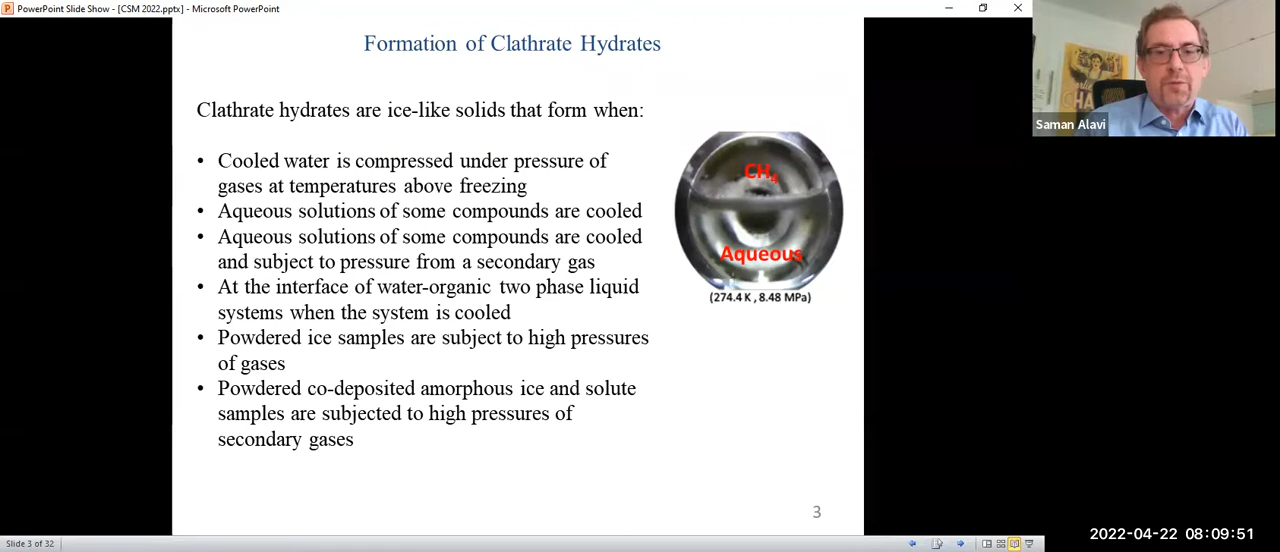 PowerPoint Slide Show - [CSM 2022.pptx] - Microsoft PowerPoint
Formation of Clathrate Hydrates
Saman Alavi
Clathrate hydrates are ice-like solids that form when:
• Cooled water is compressed under pressure of
gases at temperatures above freezing
• Aqueous solutions of some compounds are cooled
• Aqueous solutions of some compounds are cooled
and subject to pressure from a secondary gas
• At the interface of water-organic two phase liquid
systems when the system is cooled
• Powdered ice samples are subject to high pressures
of gases
• Powdered co-deposited amorphous ice and solute
samples are subjected to high pressures of
secondary gases
CH4
Aqueous
(274.4 K , 8.48 MPa)
3
2022-04-22 08:09:51
Slide 3 of 32